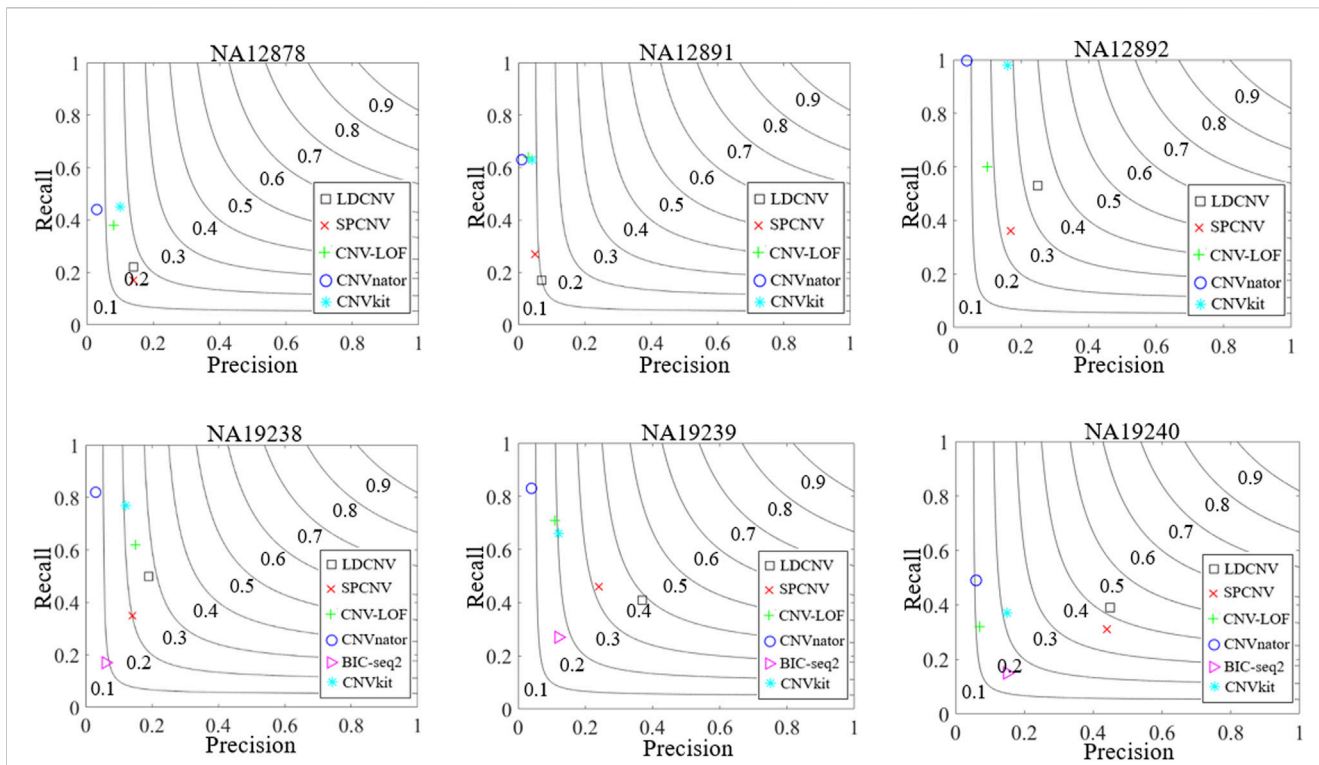 NA12878
1
0.8
0.6
0.4
0.2
0
Recall
0.9
0.8
0.7
0.6
0.5
0.4
0.3
0.2
0.1
LDCNV
SPCNV
CNV-LOF
CNVnator
CNVkit
0 0.2 0.4 0.6 0.8 1
Precision
NA12891
1
0.8
0.6
0.4
0.2
0
Recall
0.9
0.8
0.7
0.6
0.5
0.4
0.3
0.2
0.1
LDCNV
SPCNV
CNV-LOF
CNVnator
CNVkit
0 0.2 0.4 0.6 0.8 1
Precision
NA12892
1
0.8
0.6
0.4
0.2
0
Recall
0.9
0.8
0.7
0.6
0.5
0.4
0.3
0.2
0.1
LDCNV
SPCNV
CNV-LOF
CNVnator
CNVkit
0 0.2 0.4 0.6 0.8 1
Precision
NA19238
1
0.8
0.6
0.4
0.2
0
Recall
0.9
0.8
0.7
0.6
0.5
0.4
0.3
0.2
0.1
LDCNV
SPCNV
CNV-LOF
CNVnator
BIC-seq2
CNVkit
0 0.2 0.4 0.6 0.8 1
Precision
NA19239
1
0.8
0.6
0.4
0.2
0
Recall
0.9
0.8
0.7
0.6
0.5
0.4
0.3
0.2
0.1
LDCNV
SPCNV
CNV-LOF
CNVnator
BIC-seq2
CNVkit
0 0.2 0.4 0.6 0.8 1
Precision
NA19240
1
0.8
0.6
0.4
0.2
0
Recall
0.9
0.8
0.7
0.6
0.5
0.4
0.3
0.2
0.1
LDCNV
SPCNV
CNV-LOF
CNVnator
BIC-seq2
CNVkit
0 0.2 0.4 0.6 0.8 1
Precision